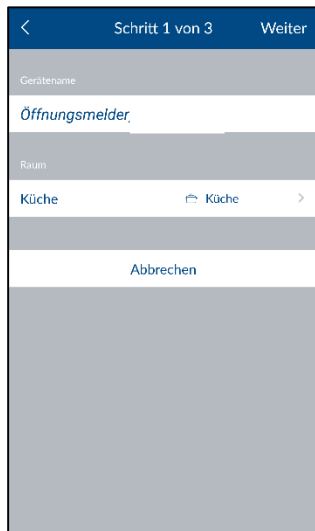 Schritt 1 von 3 Weiter
Gerätename
Öffnungsmelder
Raum
Küche Küche
Abbrechen